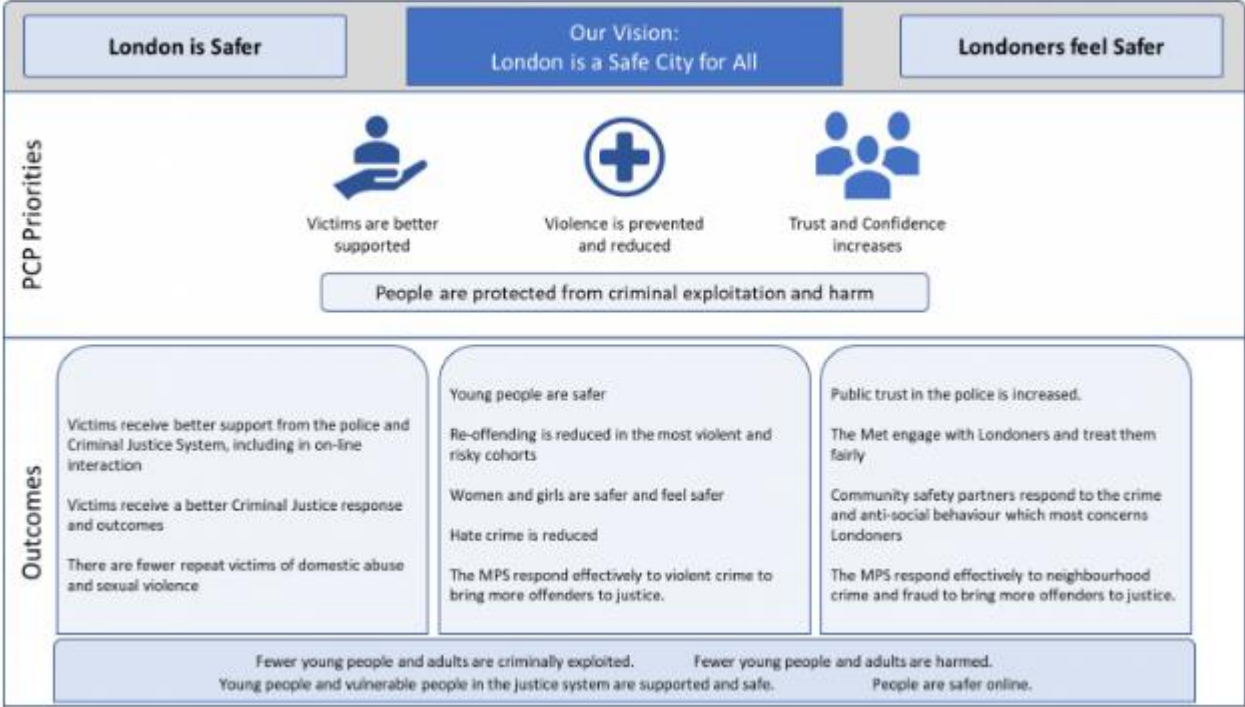 London is Safer
Our Vision:
London is a Safe City for All
Londoners feel Safer
PCP Priorities
Victims are better
supported
Violence is prevented
and reduced
Trust and Confidence
increases
People are protected from criminal exploitation and harm
Outcomes
Victims receive better support from the police and
Criminal Justice System, including in on-line
interaction
Victims receive a better Criminal Justice response
and outcomes
There are fewer repeat victims of domestic abuse
and sexual violence
Young people are safer
Re-offending is reduced in the most violent and
risky cohorts
Women and girls are safer and feel safer
Hate crime is reduced
The MPS respond effectively to violent crime to
bring more offenders to justice.
Public trust in the police is increased.
The Met engage with Londoners and treat them
fairly
Community safety partners respond to the crime
and anti-social behaviour which most concerns
Londoners
The MPS respond effectively to neighbourhood
crime and fraud to bring more offenders to justice.
Fewer young people and adults are criminally exploited. Fewer young people and adults are harmed.
Young people and vulnerable people in the justice system are supported and safe. People are safer online.